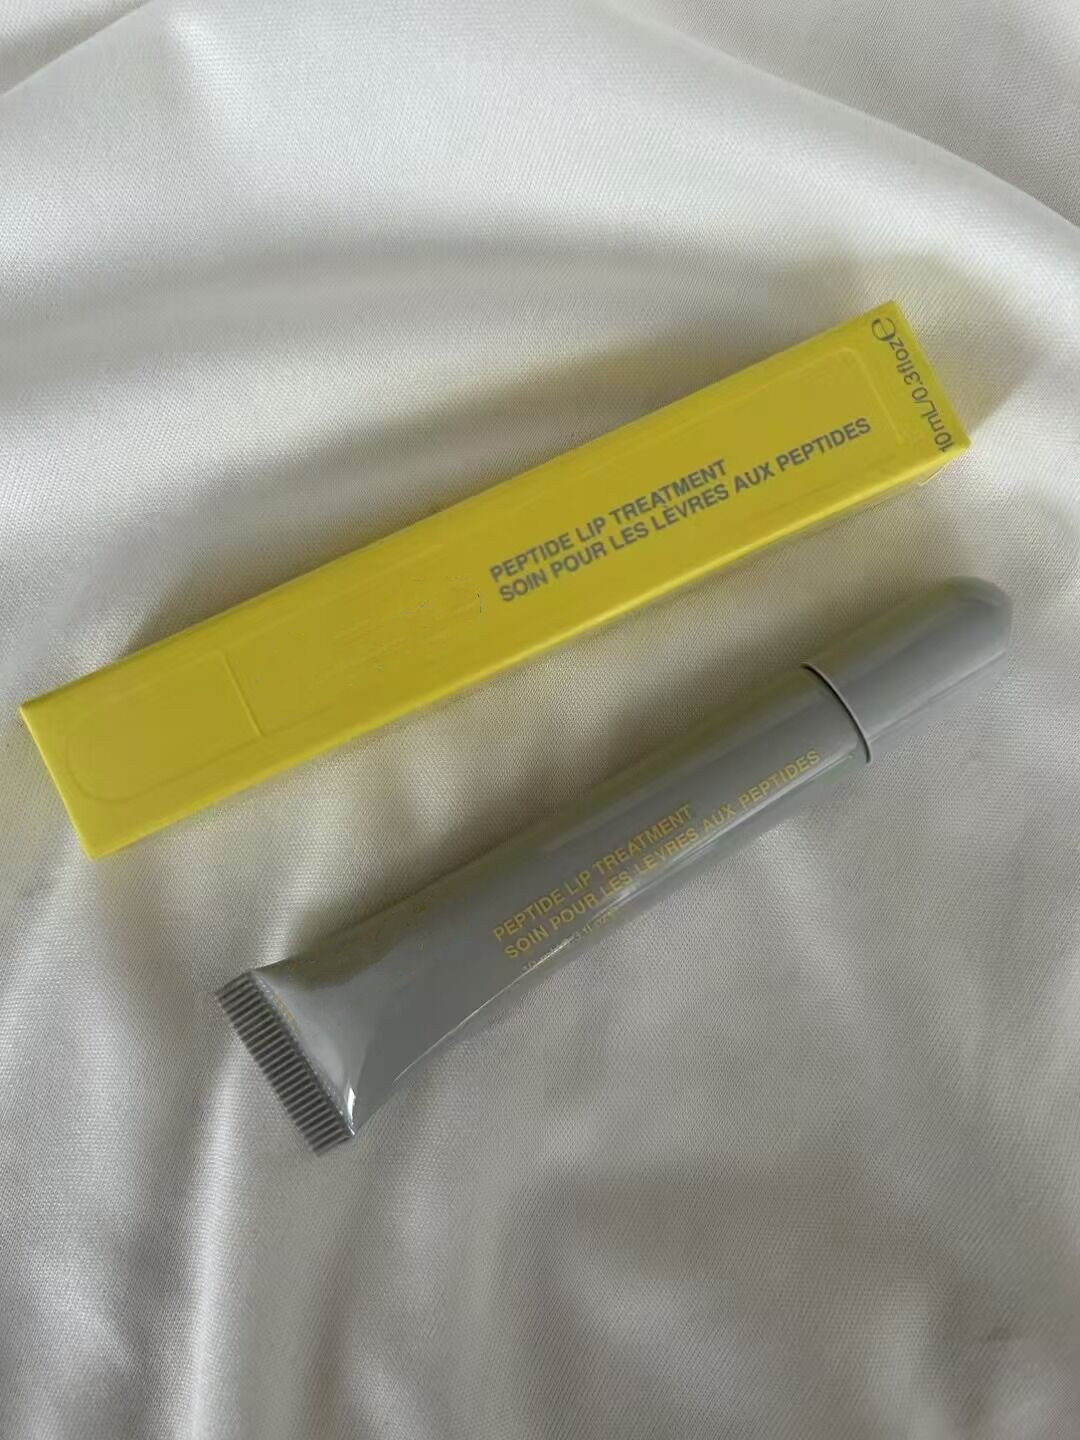 PEPTIDE LIP TREATMENT
SOIN POUR LES LÈVRES AUX PEPTIDES
10mL/0.3floz℮
PEPTIDE LIP TREATMENT
SOIN POUR LES LÈVRES AUX PEPTIDES